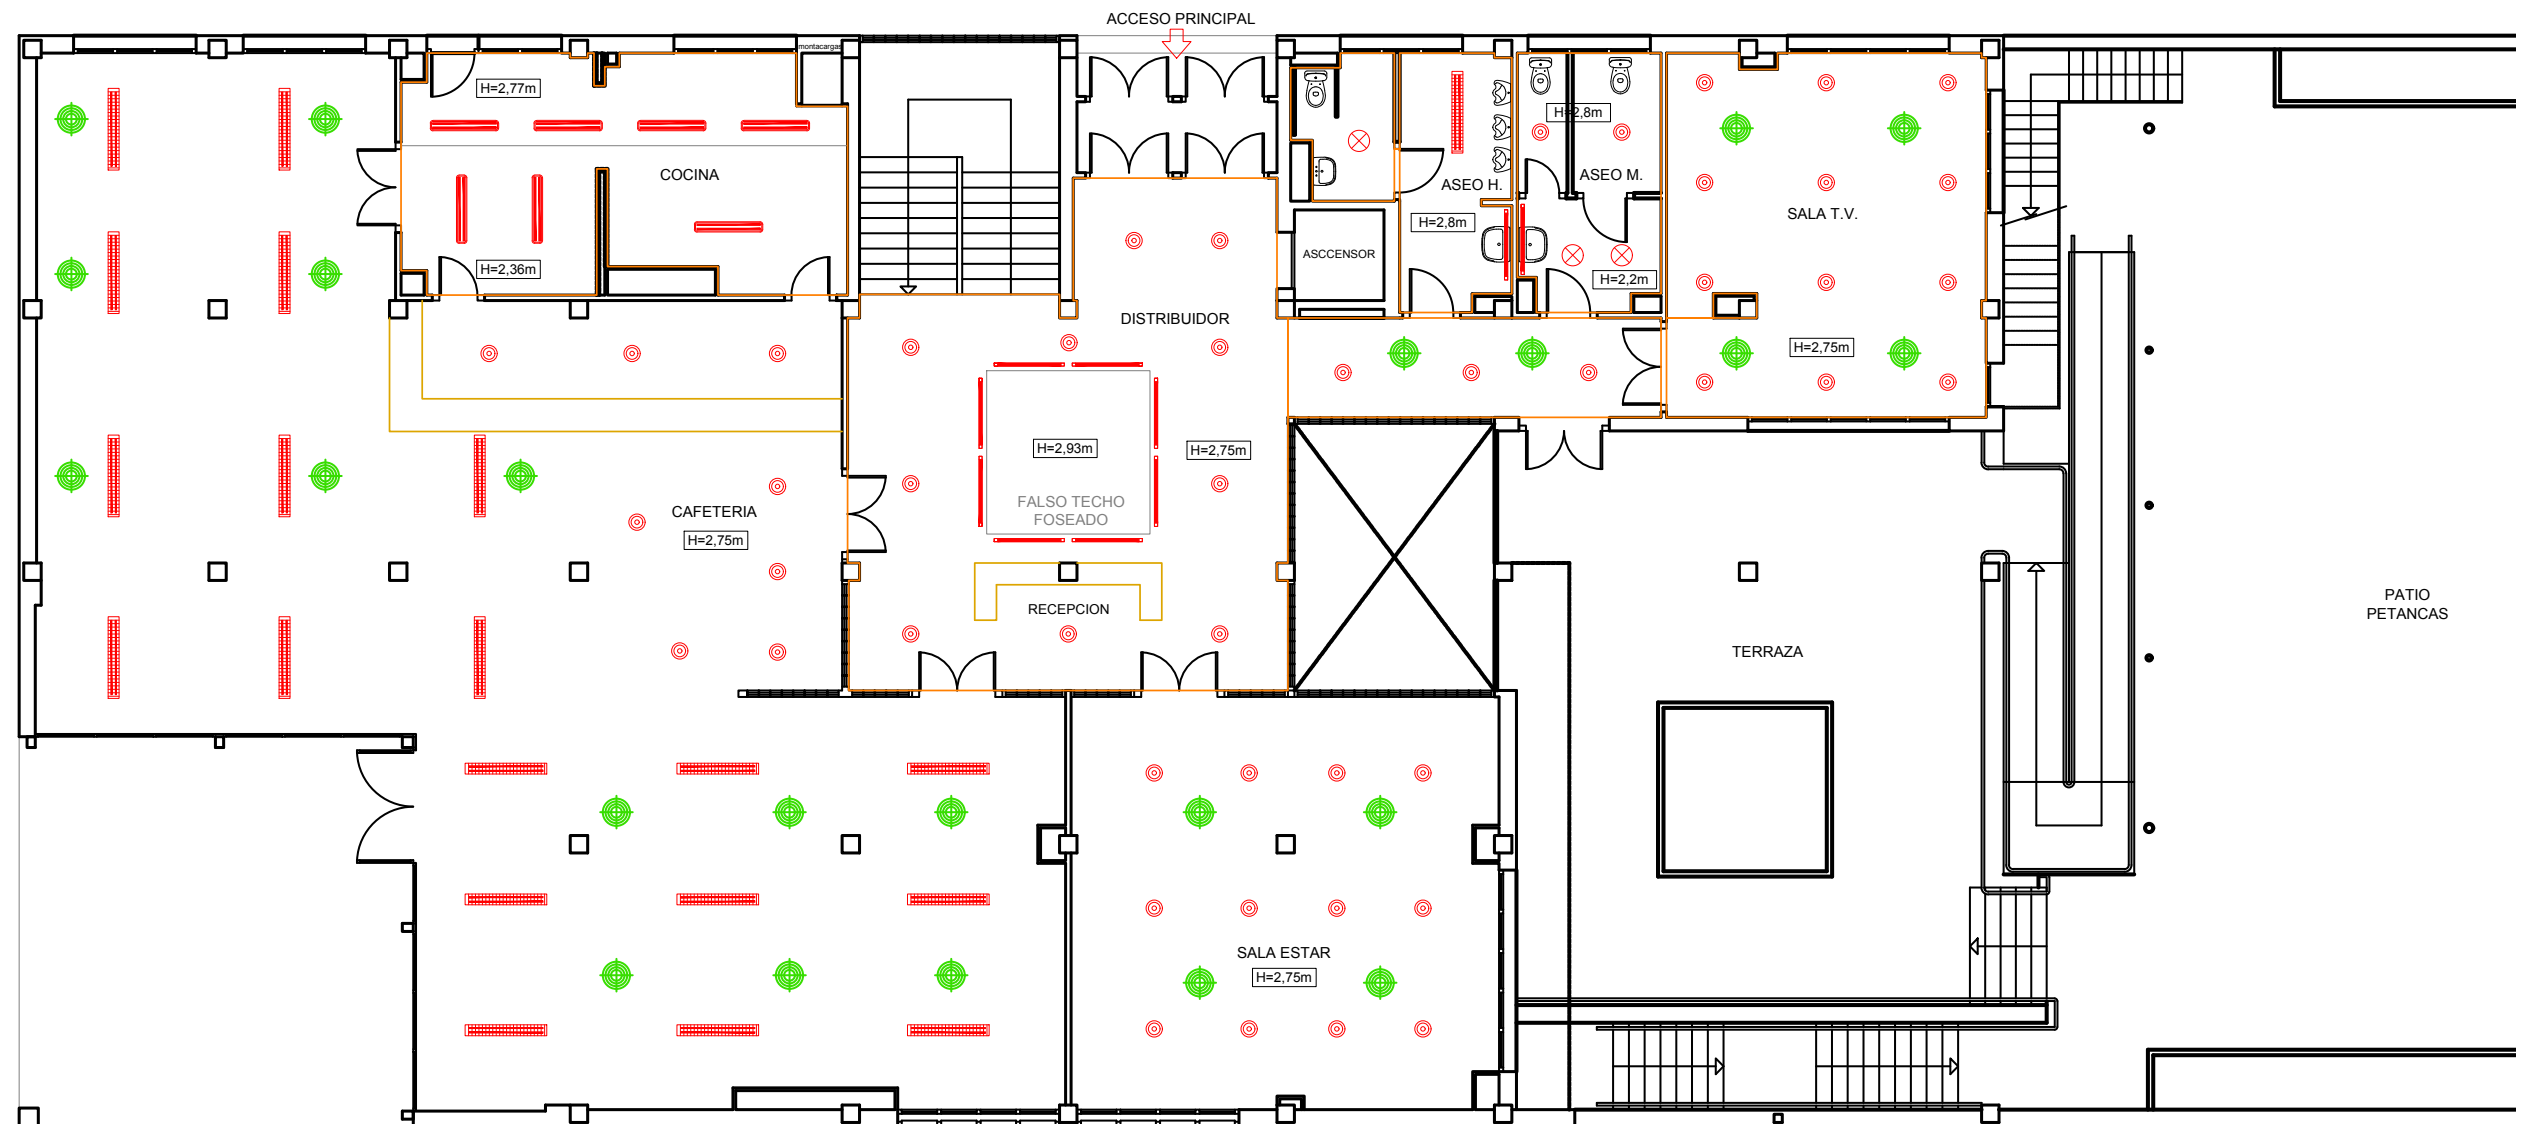 ACCESO PRINCIPAL
montacargas
H=2,77m
COCINA
H=2,36m
H=2,8m
ASEO H.
ASEO M.
H=2,8m
H=2,2m
SALA T.V.
H=2,75m
ASCCENSOR
DISTRIBUIDOR
H=2,93m
H=2,75m
FALSO TECHO
FOSEADO
CAFETERIA
H=2,75m
RECEPCION
TERRAZA
PATIO
PETANCAS
SALA ESTAR
H=2,75m